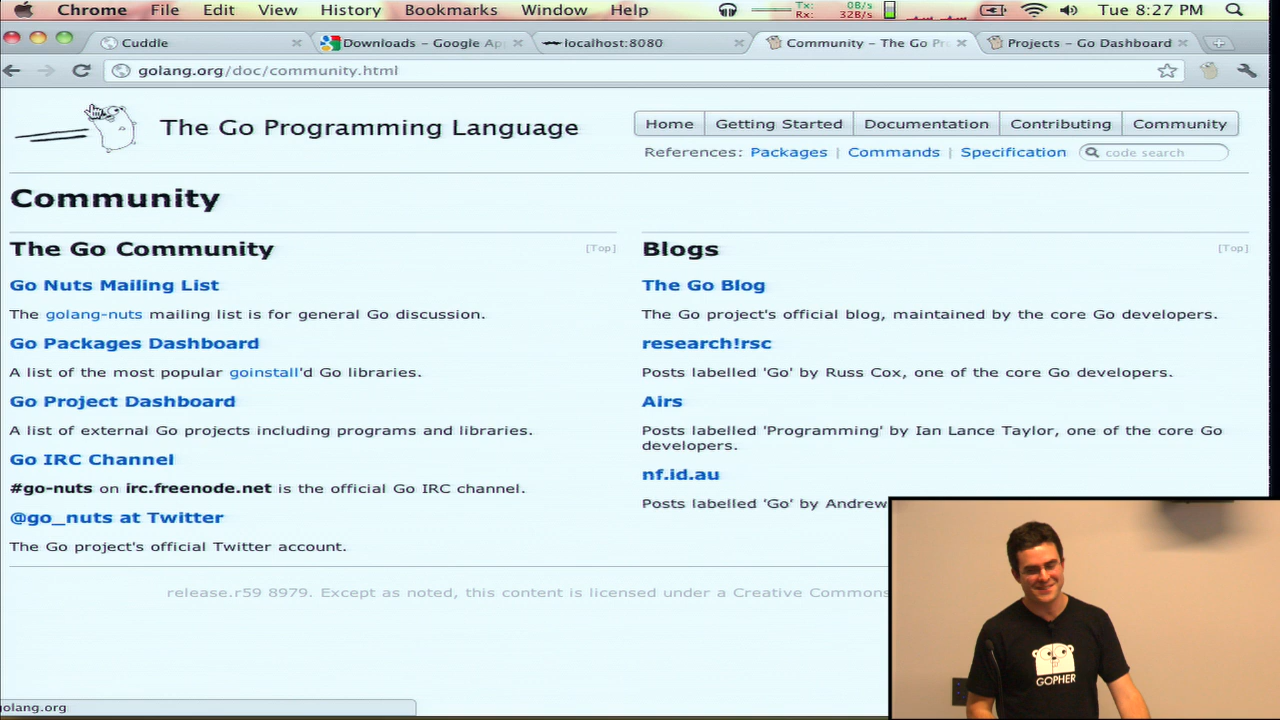 Chrome File Edit View History Bookmarks Window Help Tx: 0B/s Rx: 32B/s Tue 8:27 PM
Cuddle Downloads – Google Ap localhost:8080 Community – The Go Pr Projects – Go Dashboard
golang.org/doc/community.html
The Go Programming Language
Home Getting Started Documentation Contributing Community
References: Packages | Commands | Specification code search
Community
The Go Community [Top]
Go Nuts Mailing List
The golang-nuts mailing list is for general Go discussion.
Go Packages Dashboard
A list of the most popular goinstall'd Go libraries.
Go Project Dashboard
A list of external Go projects including programs and libraries.
Go IRC Channel
#go-nuts on irc.freenode.net is the official Go IRC channel.
@go_nuts at Twitter
The Go project's official Twitter account.
Blogs [Top]
The Go Blog
The Go project's official blog, maintained by the core Go developers.
research!rsc
Posts labelled 'Go' by Russ Cox, one of the core Go developers.
Airs
Posts labelled 'Programming' by Ian Lance Taylor, one of the core Go
developers.
nf.id.au
Posts labelled 'Go' by Andrew
release.r59 8979. Except as noted, this content is licensed under a Creative Commons
golang.org
GOPHER